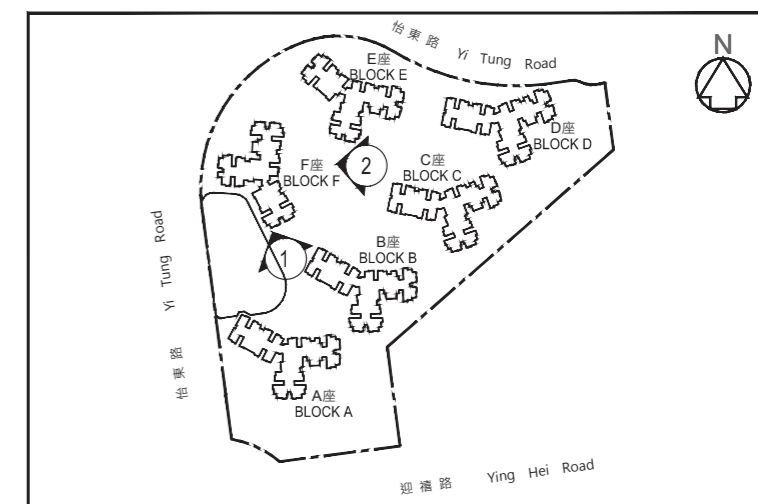 怡東路 Yi Tung Road
N
E座
BLOCK E
D座
BLOCK D
C座
BLOCK C
2
F座
BLOCK F
B座
BLOCK B
1
怡東路 Yi Tung Road
A座
BLOCK A
迎禧路 Ying Hei Road